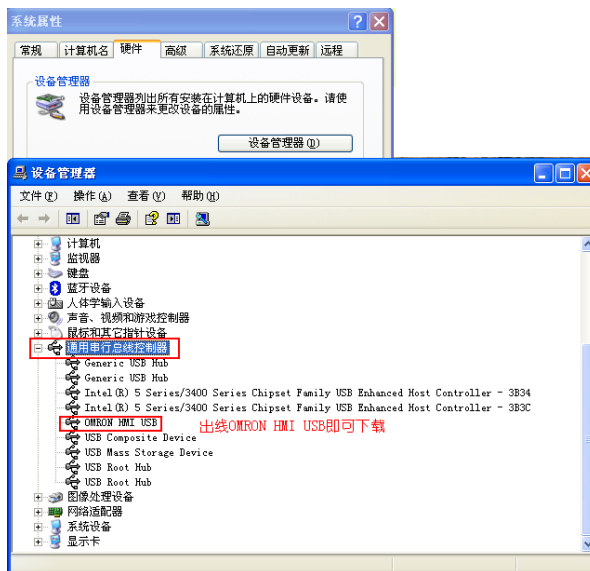 系统属性
常规 计算机名 硬件 高级 系统还原 自动更新 远程
设备管理器
设备管理器列出所有安装在计算机上的硬件设备。请使
用设备管理器来更改设备的属性。
设备管理器(D)
设备管理器
文件(F) 操作(A) 查看(V) 帮助(H)
计算机
监视器
键盘
蓝牙设备
人体学输入设备
声音、视频和游戏控制器
鼠标和其它指针设备
通用串行总线控制器
Generic USB Hub
Generic USB Hub
Intel(R) 5 Series/3400 Series Chipset Family USB Enhanced Host Controller - 3B34
Intel(R) 5 Series/3400 Series Chipset Family USB Enhanced Host Controller - 3B3C
OMRON HMI USB 出线OMRON HMI USB即可下载
USB Composite Device
USB Mass Storage Device
USB Root Hub
USB Root Hub
图像处理设备
网络适配器
系统设备
显示卡